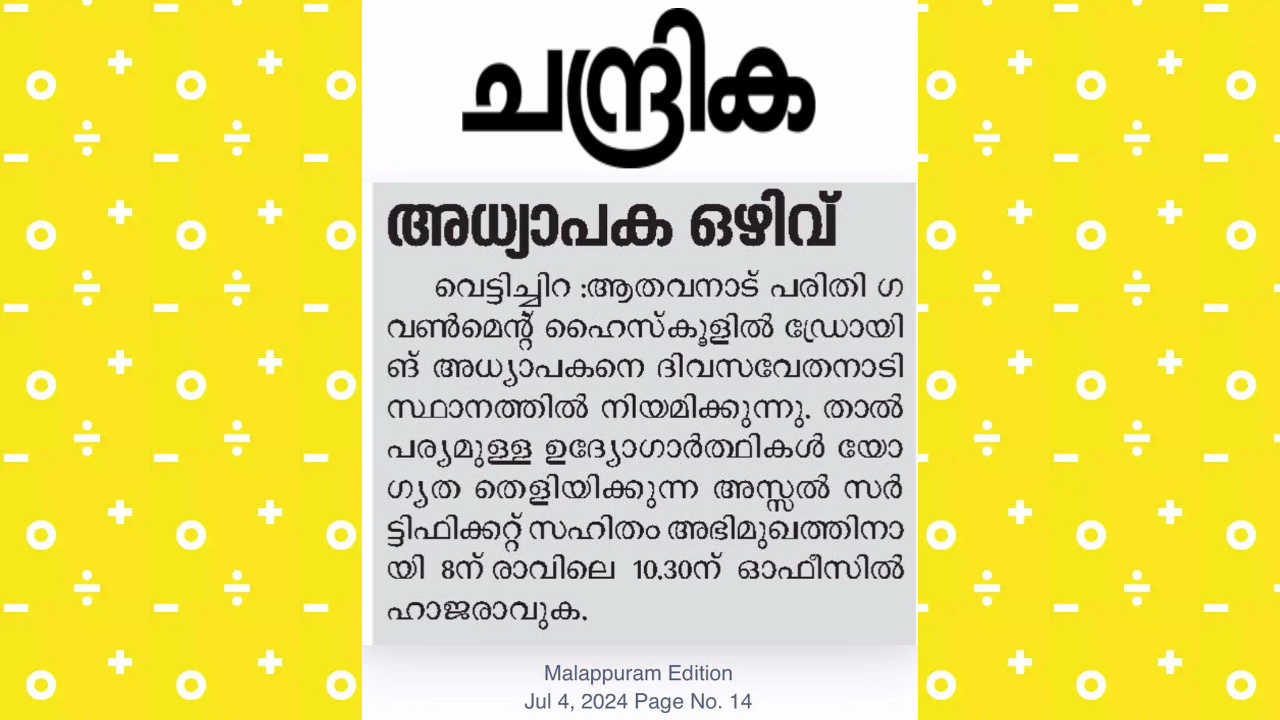 ചന്ദ്രിക
അധ്യാപക ഒഴിവ്
വെട്ടിച്ചിറ :ആതവനാട് പരിതി ഗ
വൺമെന്റ് ഹൈസ്കൂളിൽ ഡ്രോയി
ങ് അധ്യാപകനെ ദിവസവേതനാടി
സ്ഥാനത്തിൽ നിയമിക്കുന്നു. താൽ
പര്യമുള്ള ഉദ്യോഗാർത്ഥികൾ യോ
ഗ്യത തെളിയിക്കുന്ന അസ്സൽ സർ
ട്ടിഫിക്കറ്റ് സഹിതം അഭിമുഖത്തിനാ
യി 8ന് രാവിലെ 10.30ന് ഓഫീസിൽ
ഹാജരാവുക.
Malappuram Edition
Jul 4, 2024 Page No. 14